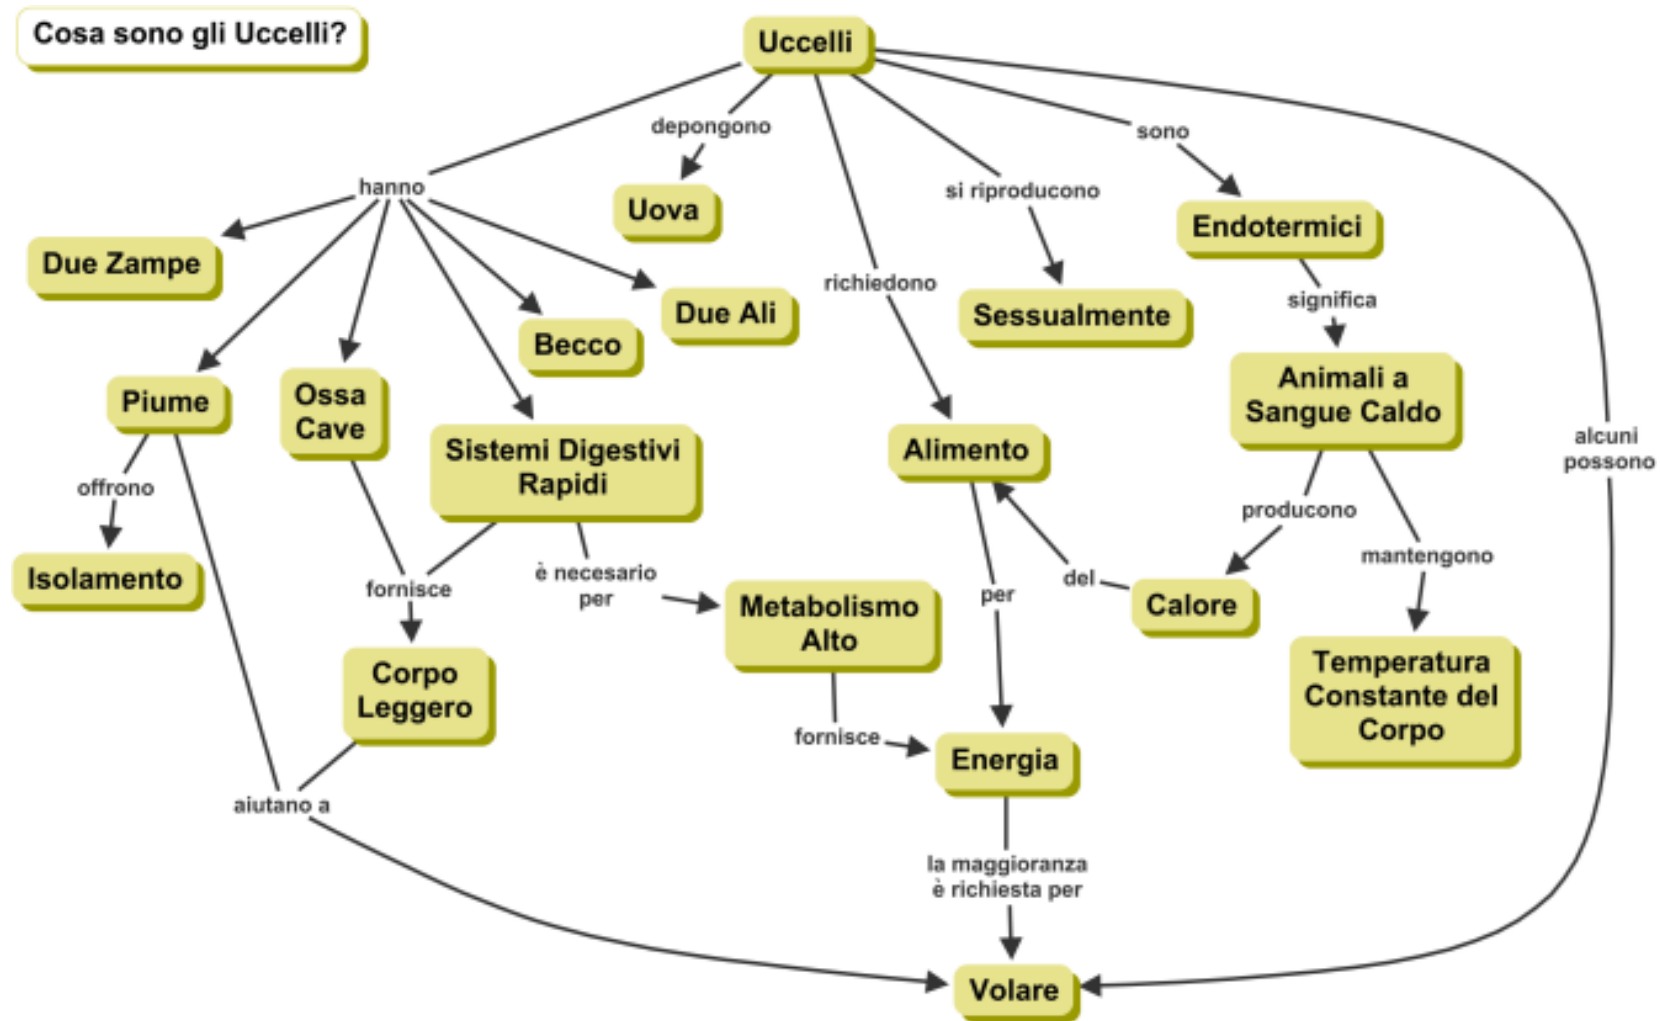 Cosa sono gli Uccelli?
Uccelli
depongono
sono
hanno
si riproducono
Uova
Endotermici
Due Zampe
richiedono
significa
Due Ali
Sessualmente
Becco
Piume
Ossa
Cave
Animali a
Sangue Caldo
Sistemi Digestivi
Rapidi
Alimento
alcuni
possono
offrono
producono
mantengono
Isolamento
fornisce
è necesario
per
per
del
Calore
Metabolismo
Alto
Corpo
Leggero
Temperatura
Constante del
Corpo
fornisce
Energia
aiutano a
la maggioranza
è richiesta per
Volare